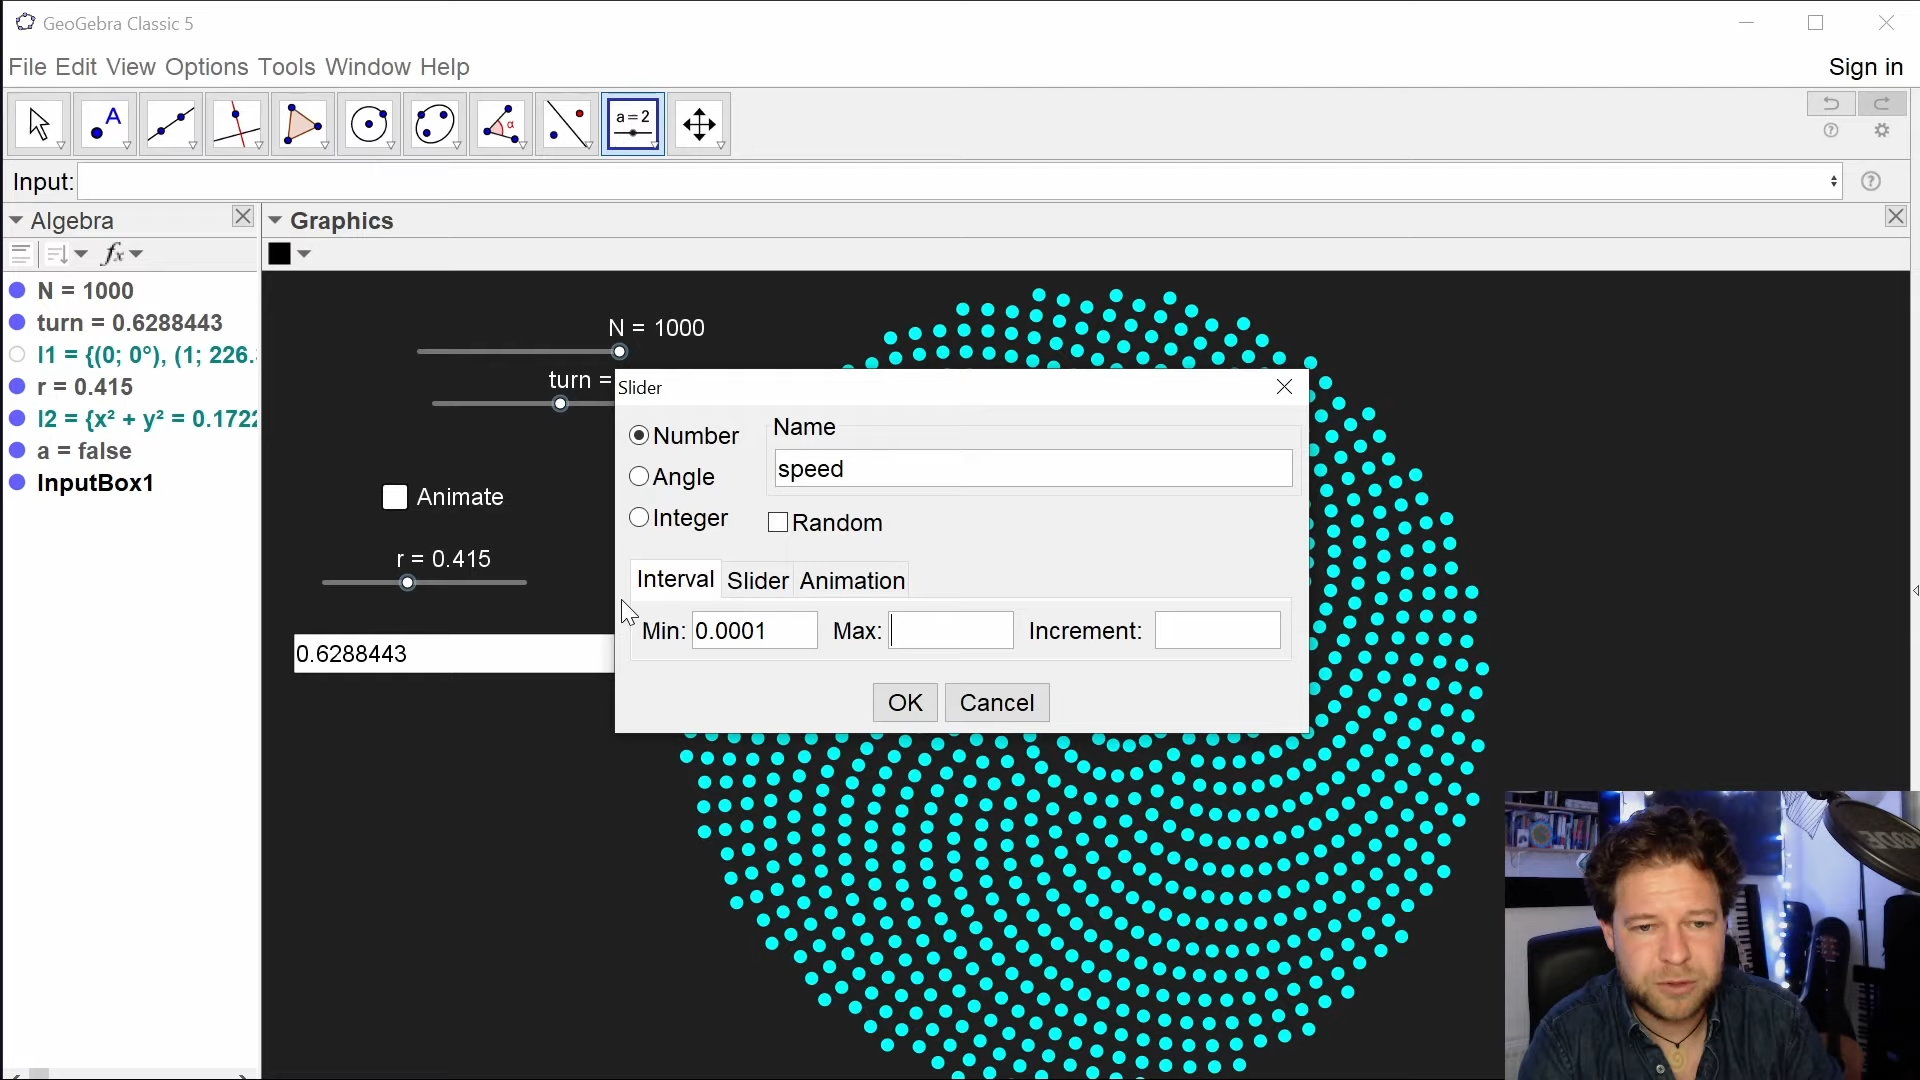 GeoGebra Classic 5
File Edit View Options Tools Window Help
Sign in
A
α
a=2
Input:
Algebra
Graphics
fx
N = 1000
turn = 0.6288443
l1 = {(0; 0°), (1; 226.
r = 0.415
l2 = {x² + y² = 0.1722
a = false
InputBox1
N = 1000
turn =
Animate
r = 0.415
0.6288443
Slider
Number
Angle
Integer
Name
speed
Random
Interval Slider Animation
Min: 0.0001 Max: Increment:
OK Cancel